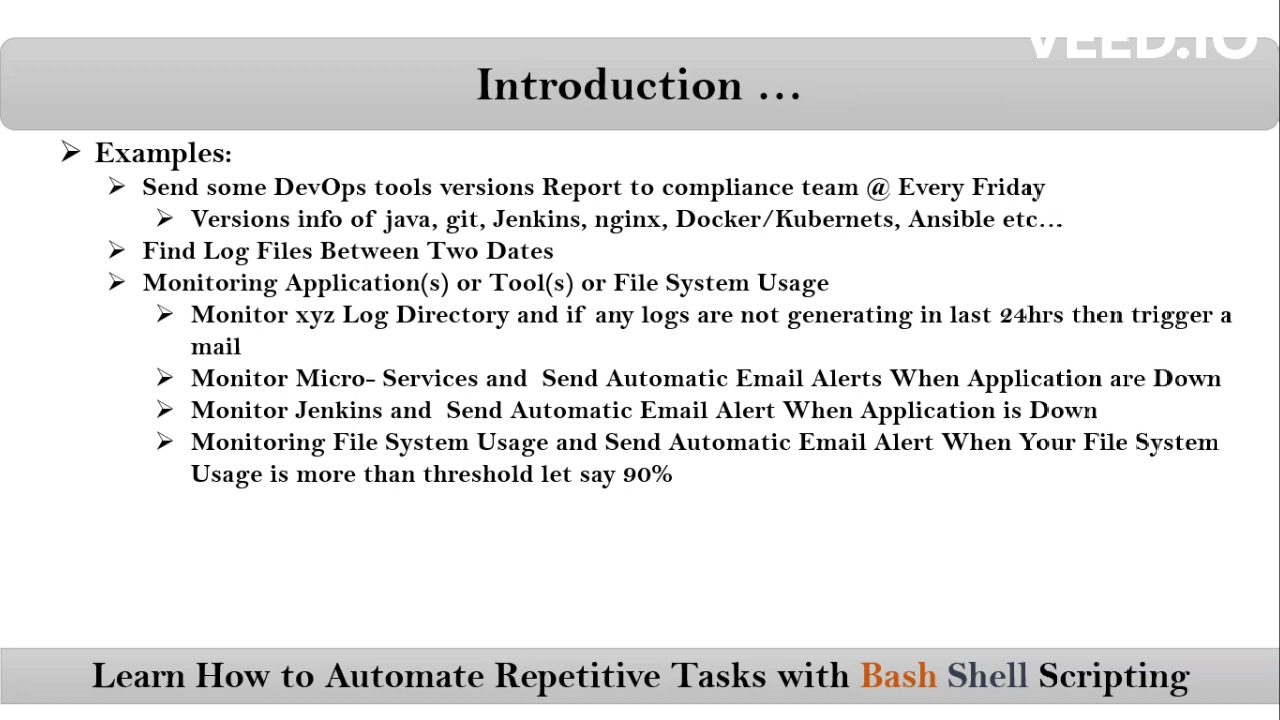 VEED.IO
Introduction ...
➢ Examples:
➢ Send some DevOps tools versions Report to compliance team @ Every Friday
➢ Versions info of java, git, Jenkins, nginx, Docker/Kubernets, Ansible etc...
➢ Find Log Files Between Two Dates
➢ Monitoring Application(s) or Tool(s) or File System Usage
➢ Monitor xyz Log Directory and if any logs are not generating in last 24hrs then trigger a
mail
➢ Monitor Micro- Services and Send Automatic Email Alerts When Application are Down
➢ Monitor Jenkins and Send Automatic Email Alert When Application is Down
➢ Monitoring File System Usage and Send Automatic Email Alert When Your File System
Usage is more than threshold let say 90%
Learn How to Automate Repetitive Tasks with Bash Shell Scripting